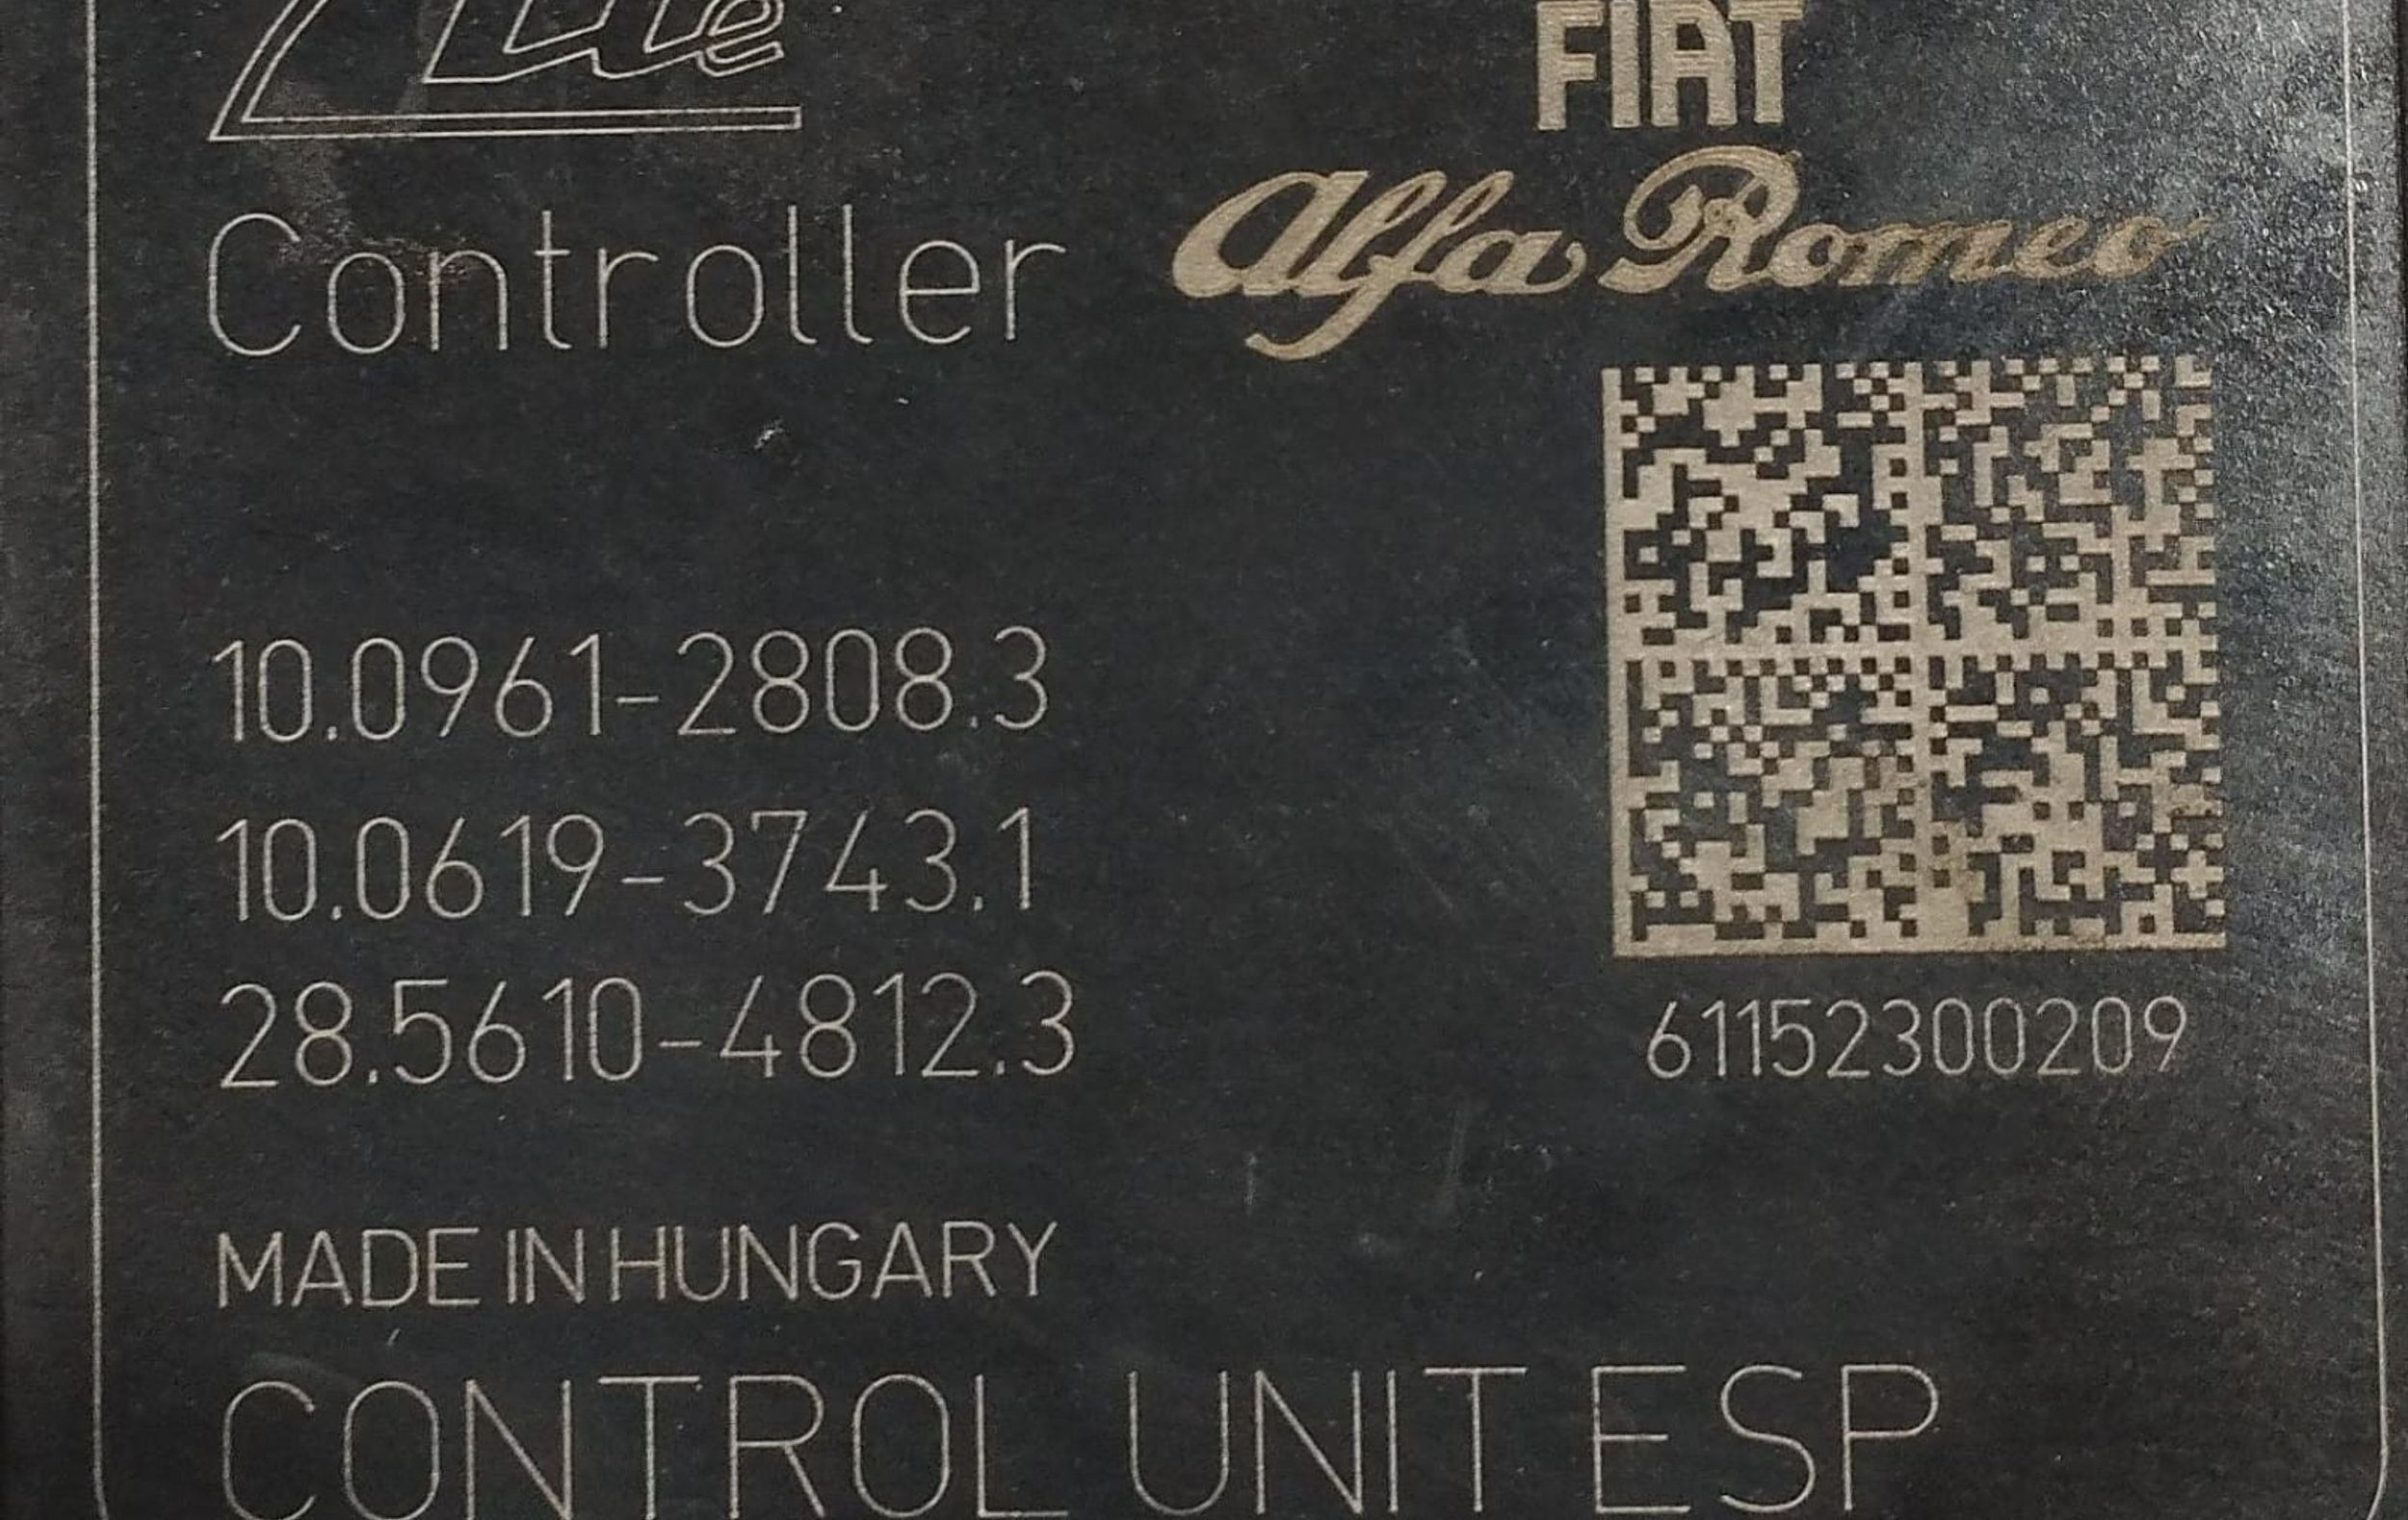 Ate
FIAT
Alfa Romeo
Controller
10.0961-2808.3
10.0619-3743.1
28.5610-4812.3
61152300209
MADE IN HUNGARY
CONTROL UNIT ESP